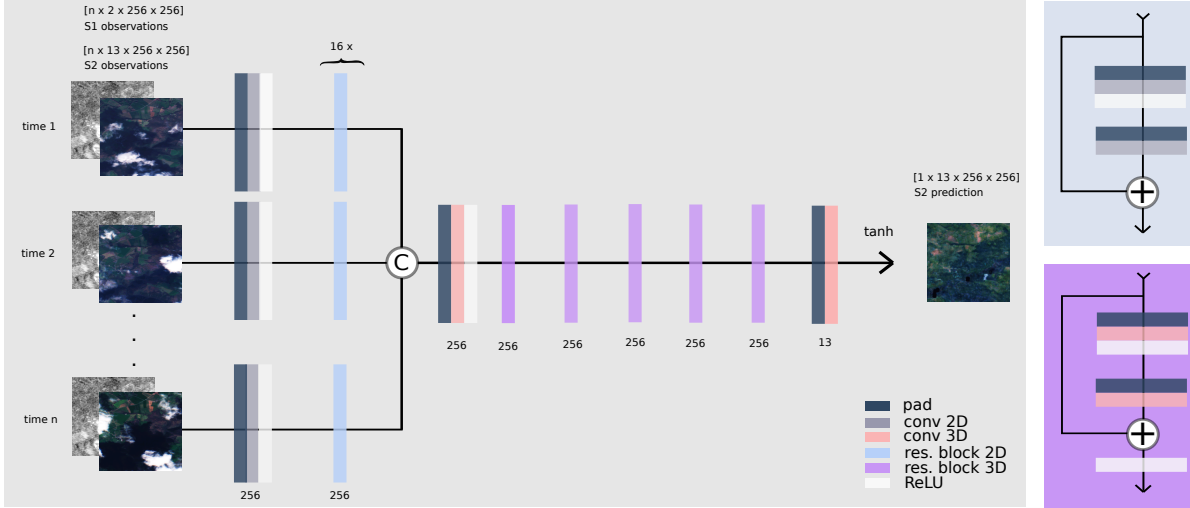 [n x 2 x 256 x 256]
S1 observations
[n x 13 x 256 x 256]
S2 observations
16 x
time 1
[1 x 13 x 256 x 256]
S2 prediction
tanh
time 2
C
.
.
.
256
256
256
256
256
256
13
time n
256
256
pad
conv 2D
conv 3D
res. block 2D
res. block 3D
ReLU
+
+